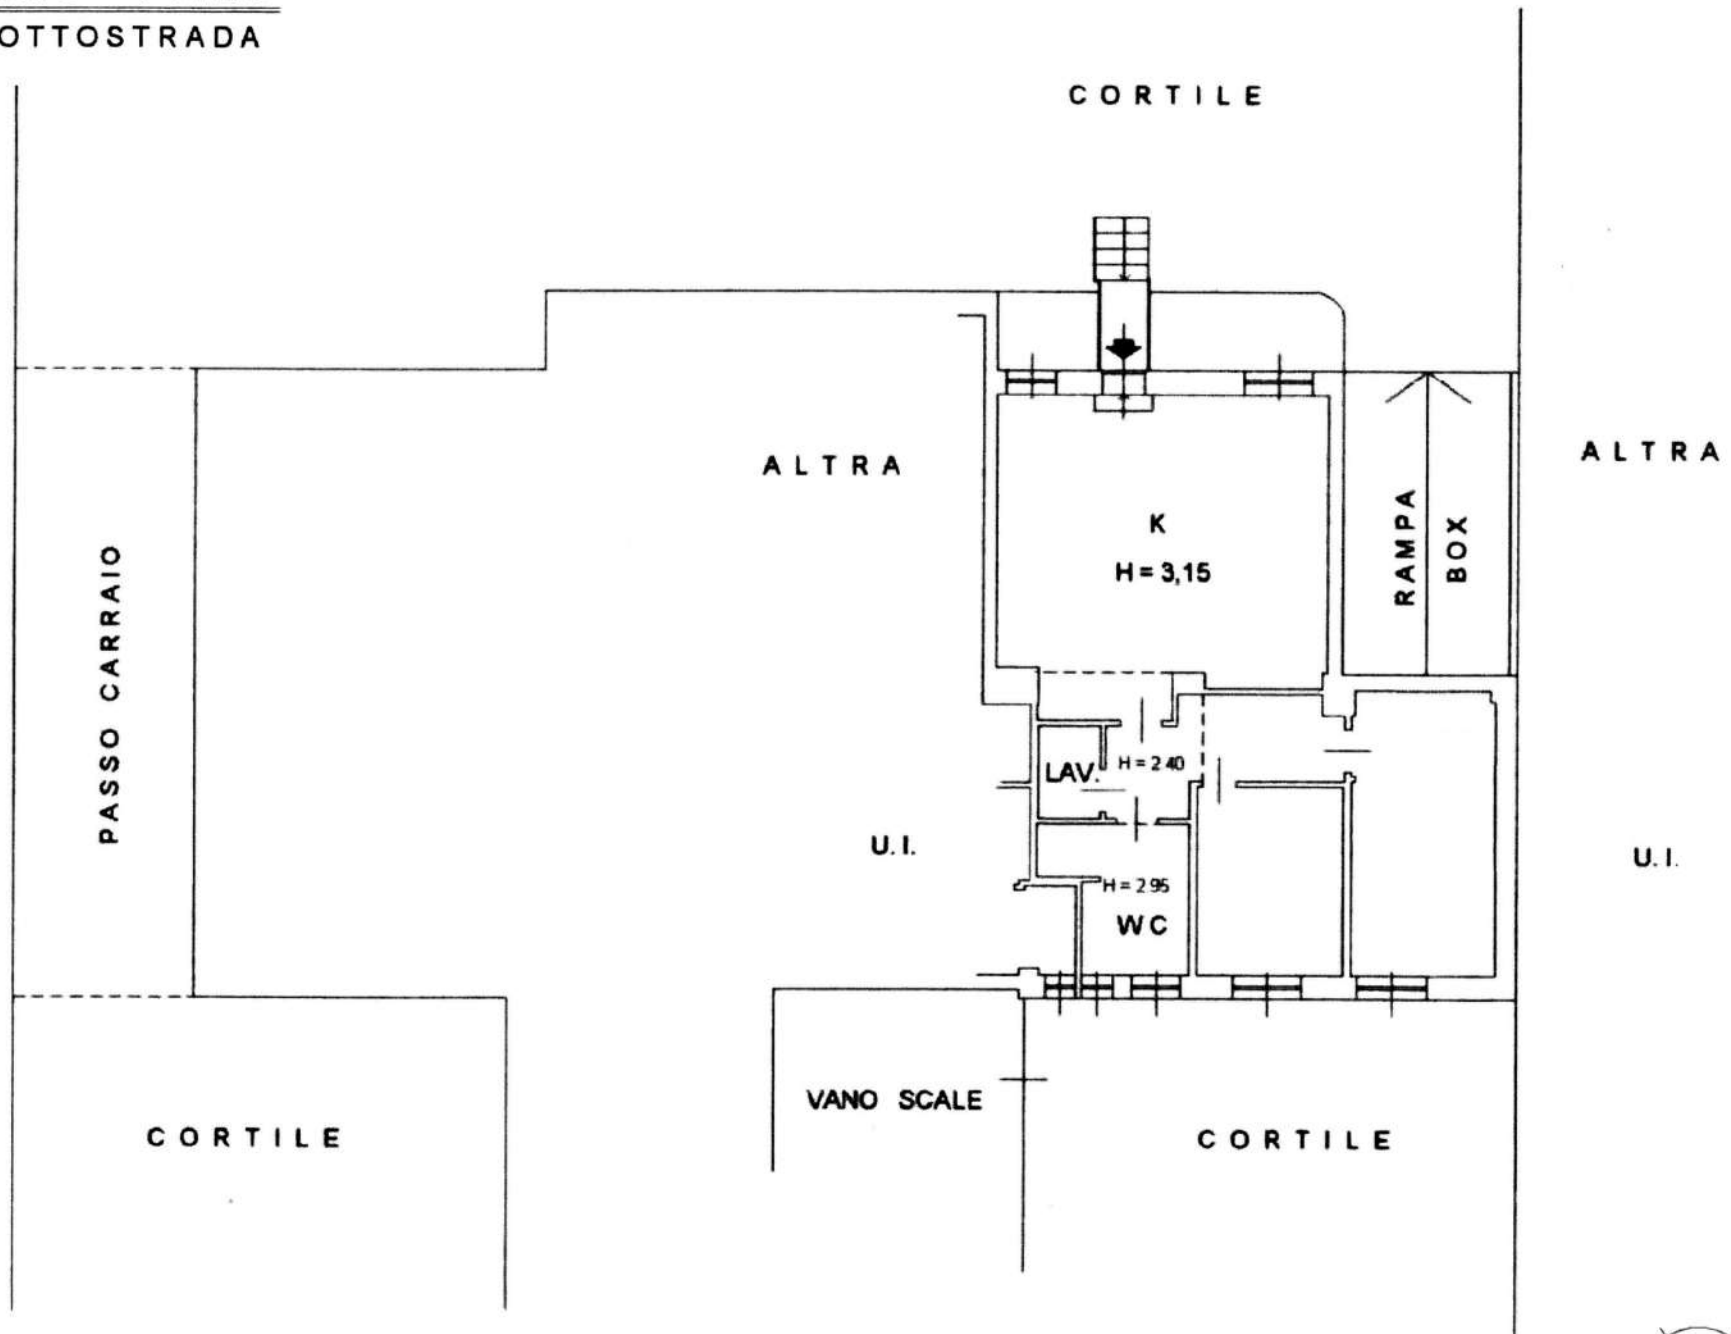 OTTOSTRADA
CORTILE
ALTRA
ALTRA
K
H = 3,15
RAMPA
BOX
PASSO CARRAIO
LAV.
H = 2.40
U.I.
U.I.
H = 2.95
WC
VANO SCALE
CORTILE
CORTILE